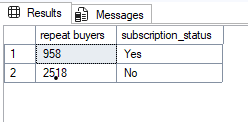 Results Messages
repeat buyers subscription_status
1 958 Yes
2 2518 No